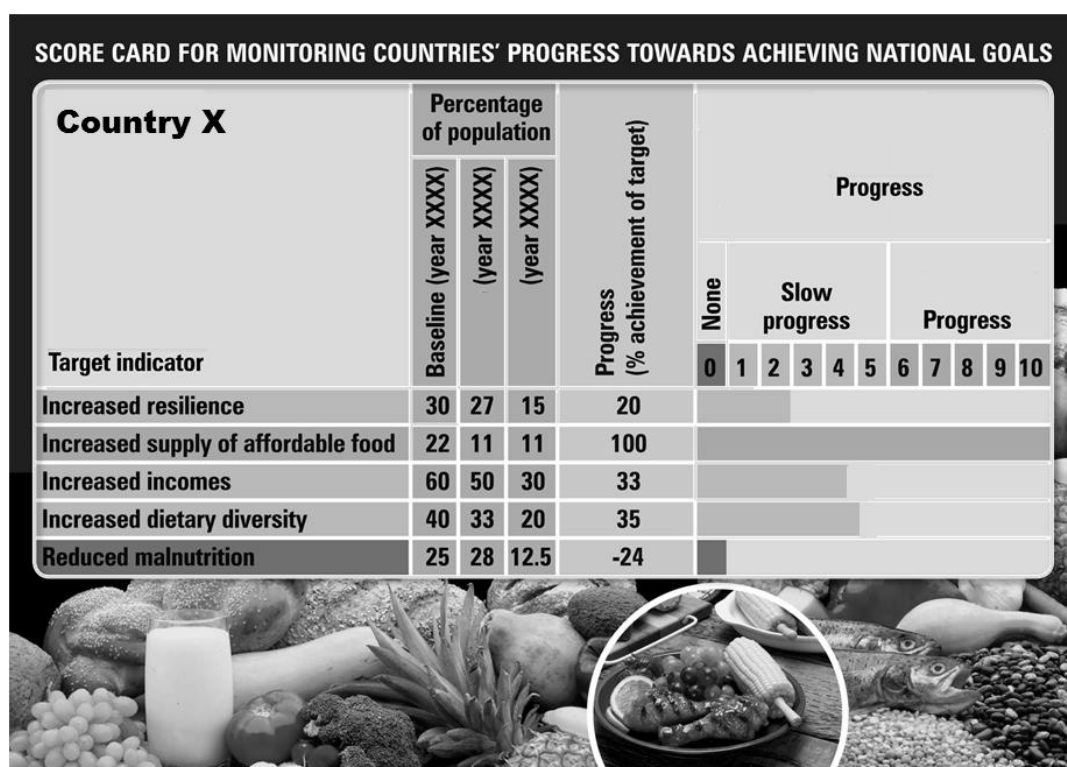 SCORE CARD FOR MONITORING COUNTRIES' PROGRESS TOWARDS ACHIEVING NATIONAL GOALS
Country X
Percentage
of population
Baseline (year XXXX)
(year XXXX)
(year XXXX)
Progress
(% achievement of target)
Progress
None
Slow
progress
Progress
Target indicator
0 1 2 3 4 5 6 7 8 9 10
Increased resilience 30 27 15 20
Increased supply of affordable food 22 11 11 100
Increased incomes 60 50 30 33
Increased dietary diversity 40 33 20 35
Reduced malnutrition 25 28 12.5 -24